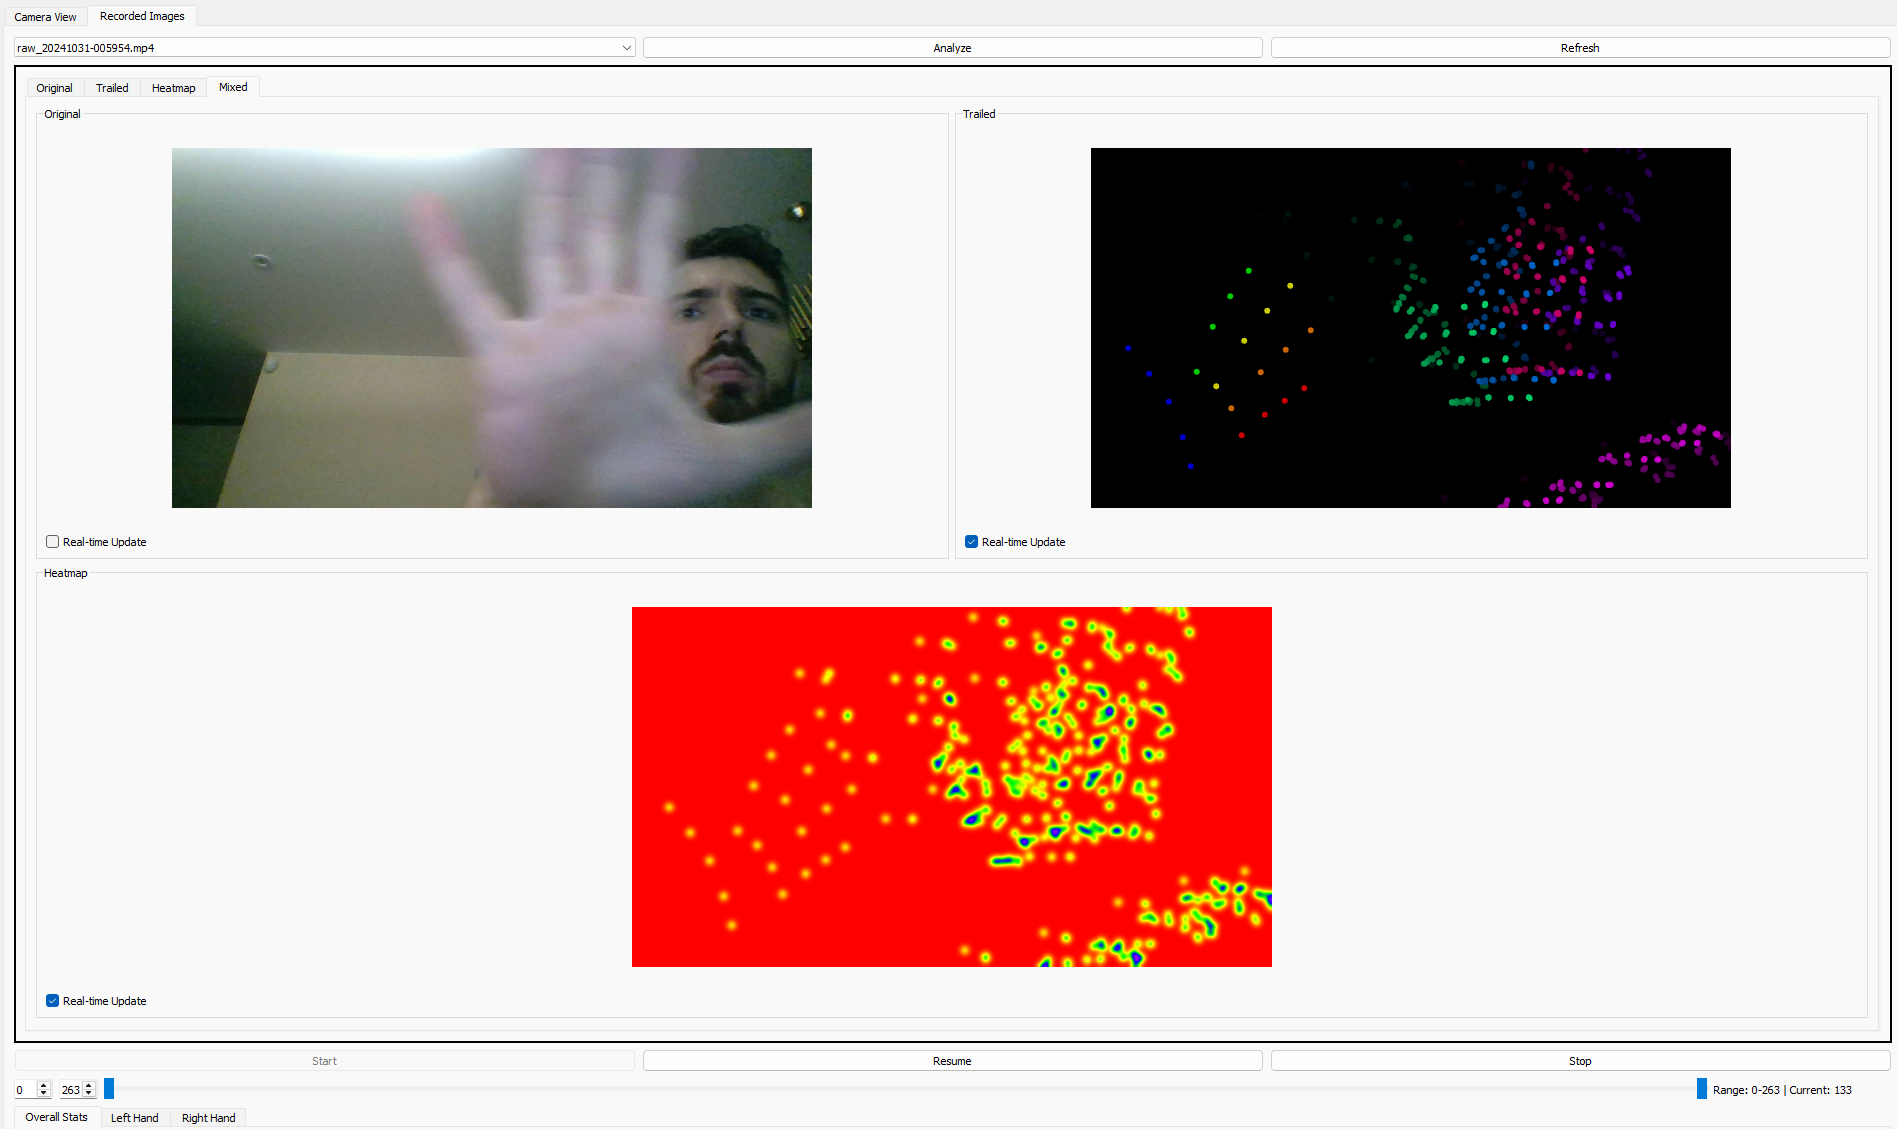 Camera View
Recorded Images
raw_20241031-005954.mp4
Analyze
Refresh
Original
Trailed
Heatmap
Mixed
Original
Trailed
Real-time Update
Real-time Update
Heatmap
Real-time Update
Start
Resume
Stop
0
263
Range: 0-263 | Current: 133
Overall Stats
Left Hand
Right Hand